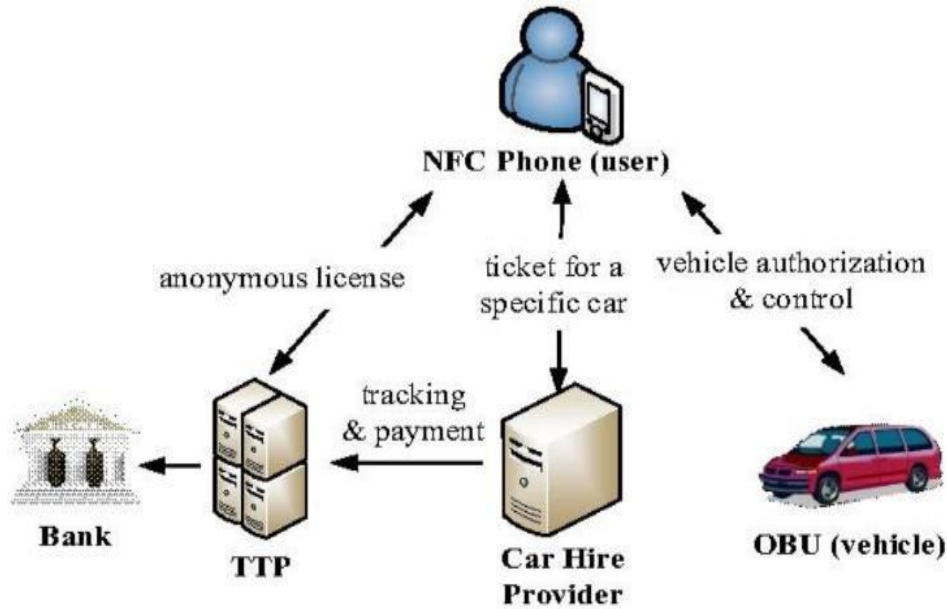 NFC Phone (user)
anonymous license
ticket for a
specific car
vehicle authorization
& control
tracking
& payment
Bank
TTP
Car Hire
Provider
OBU (vehicle)